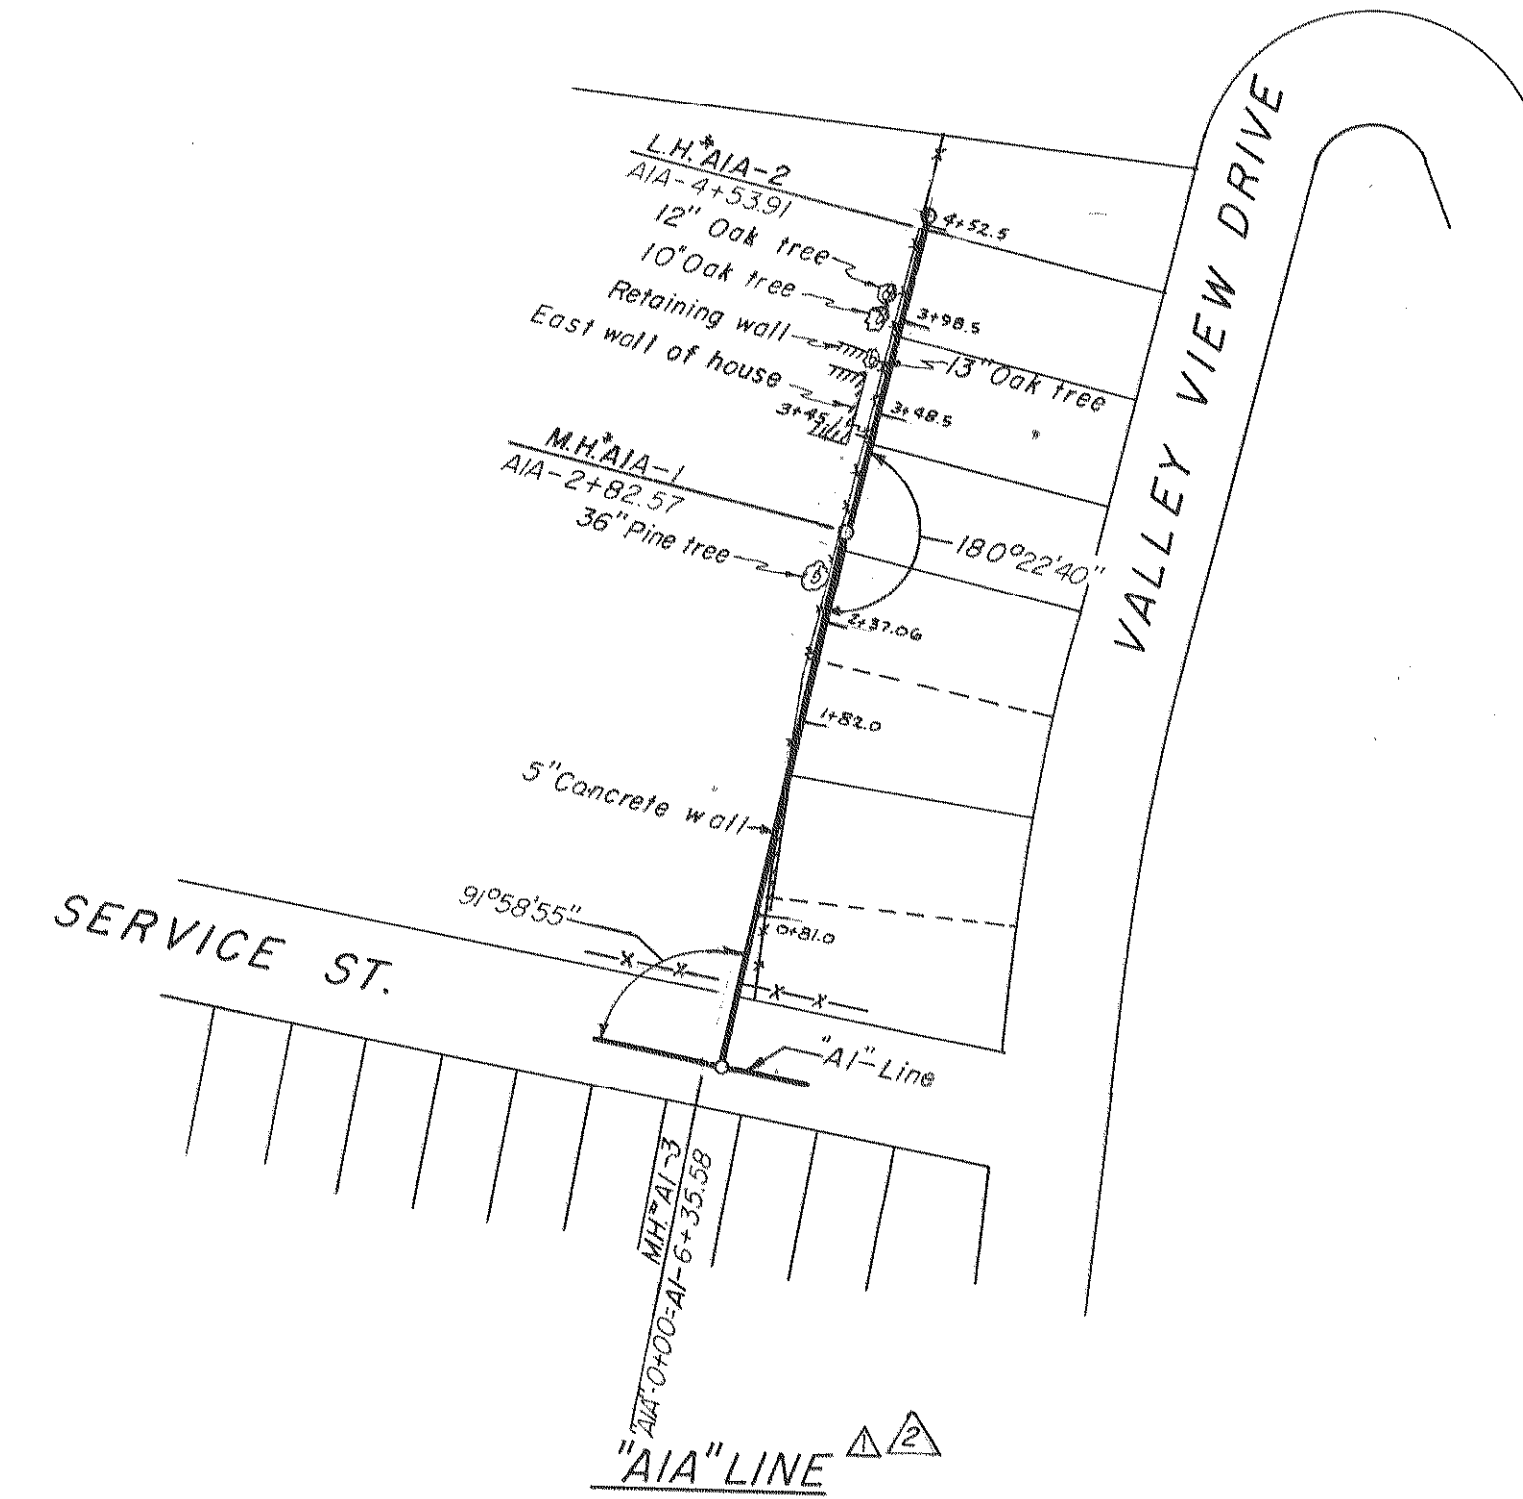 L.H.#A1A-2
A1A-4+53.91
12" Oak tree
10" Oak tree
Retaining wall
East wall of house
4+52.5
3+98.5
13" Oak tree
3+45
3+48.5
M.H.#A1A-1
A1A-2+82.57
36" Pine tree
180°22'40"
2+37.06
1+82.0
5" Concrete wall
91°58'55"
0+81.0
VALLEY VIEW DRIVE
SERVICE ST.
"A1"-Line
M.H.#A1-3
"A1A"-0+00=A1-6+35.58
"A1A" LINE
1
2